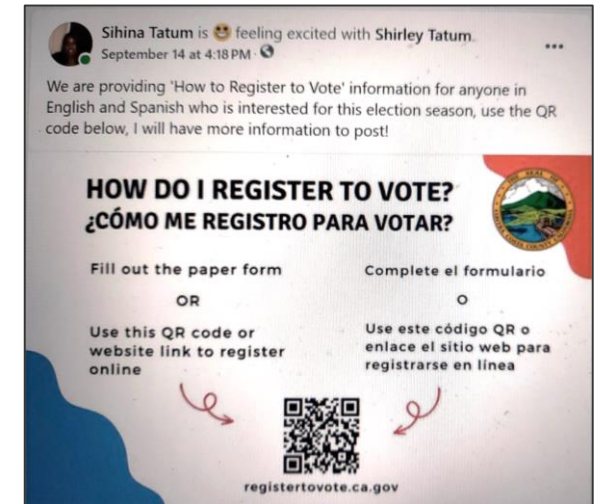 Sihina Tatum is 😀 feeling excited with Shirley Tatum.
September 14 at 4:18 PM ·
We are providing 'How to Register to Vote' information for anyone in
English and Spanish who is interested for this election season, use the QR
code below, I will have more information to post!
HOW DO I REGISTER TO VOTE?
¿CÓMO ME REGISTRO PARA VOTAR?
Fill out the paper form
OR
Use this QR code or
website link to register
online
Complete el formulario
O
Use este código QR o
enlace el sitio web para
registrarse en línea
registertovote.ca.gov